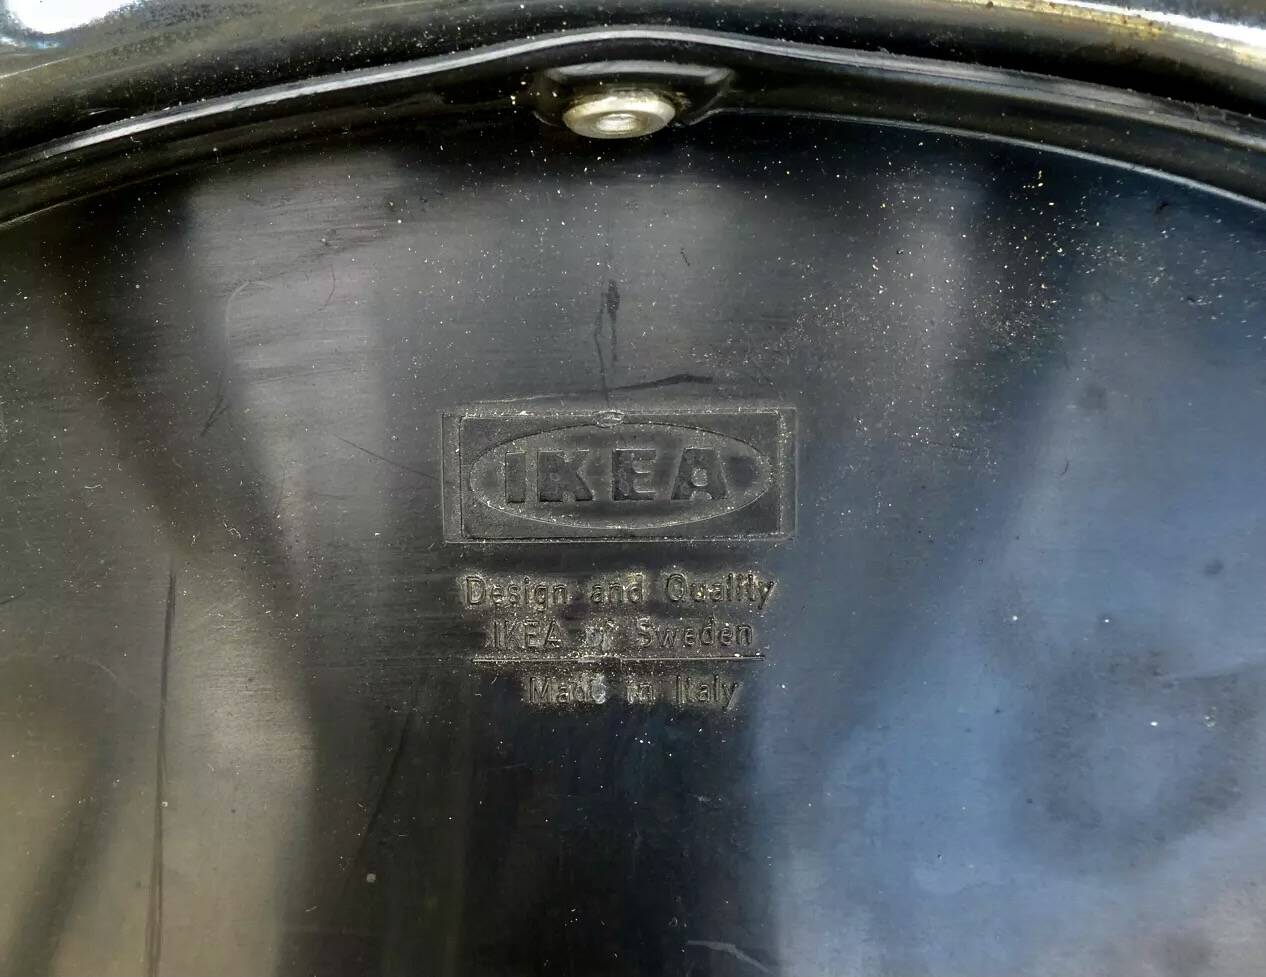 IKEA
Design and Quality
IKEA of Sweden
Made in Italy